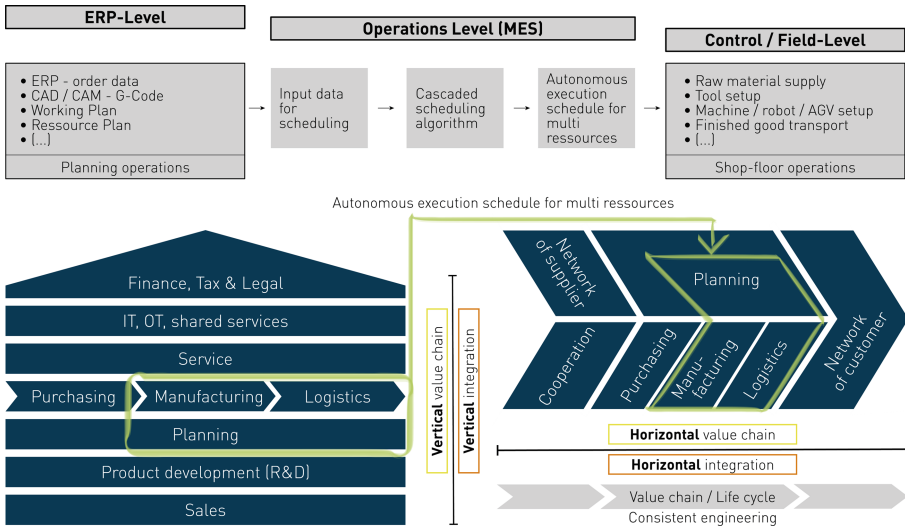 ERP-Level
Operations Level (MES)
Control / Field-Level
• ERP - order data
• CAD / CAM - G-Code
• Working Plan
• Ressource Plan
• (...)
Planning operations
Input data
for
scheduling
Cascaded
scheduling
algorithm
Autonomous
execution
schedule for
multi
ressources
• Raw material supply
• Tool setup
• Machine / robot / AGV setup
• Finished good transport
• (...)
Shop-floor operations
Autonomous execution schedule for multi ressources
Finance, Tax & Legal
IT, OT, shared services
Service
Purchasing
Manufacturing
Logistics
Planning
Product development (R&D)
Sales
Vertical value chain
Vertical integration
Network
of supplier
Planning
Cooperation
Purchasing
Manu-
facturing
Logistics
Network
of customer
Horizontal value chain
Horizontal integration
Value chain / Life cycle
Consistent engineering